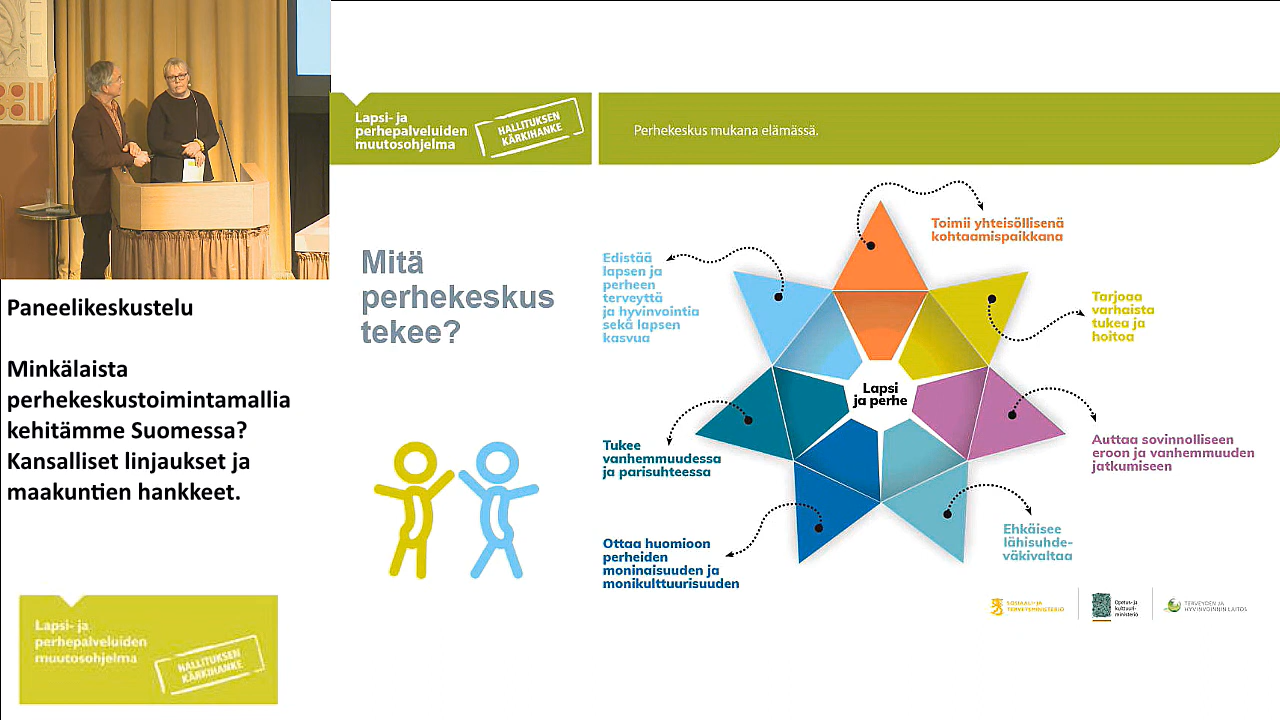 Lapsi- ja
perhepalveluiden
muutosohjelma
HALLITUKSEN
KÄRKIHANKE
Perhekeskus mukana elämässä.
Mitä
perhekeskus
tekee?
Toimii yhteisöllisenä
kohtaamispaikkana
Edistää
lapsen ja
perheen
terveyttä
ja hyvinvointia
sekä lapsen
kasvua
Tarjoaa
varhaista
tukea ja
hoitoa
Lapsi
ja perhe
Tukee
vanhemmuudessa
ja parisuhteessa
Auttaa sovinnolliseen
eroon ja vanhemmuuden
jatkumiseen
Ottaa huomioon
perheiden
moninaisuuden ja
monikulttuurisuuden
Ehkäisee
lähisuhde-
väkivaltaa
SOSIAALI- JA
TERVEYSMINISTERIÖ
Opetus- ja
kulttuuri-
ministeriö
TERVEYDEN JA
HYVINVOINNIN LAITOS
Paneelikeskustelu
Minkälaista
perhekeskustoimintamallia
kehitämme Suomessa?
Kansalliset linjaukset ja
maakuntien hankkeet.
Lapsi- ja
perhepalveluiden
muutosohjelma
HALLITUKSEN
KÄRKIHANKE